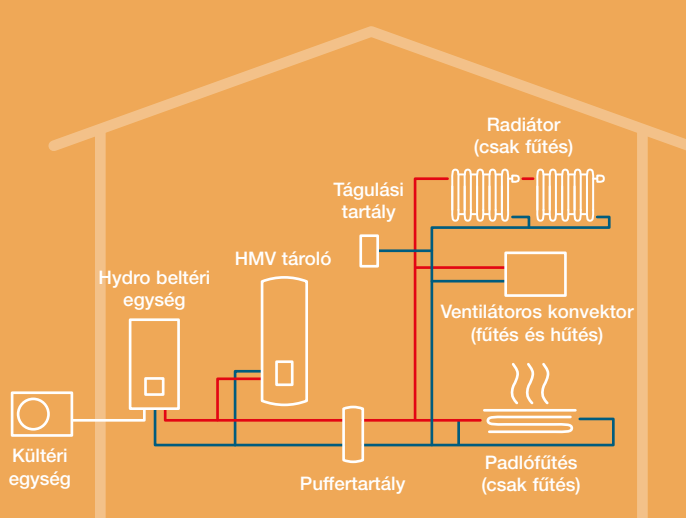 Radiátor
(csak fűtés)
Tágulási
tartály
HMV tároló
Hydro beltéri
egység
Ventilátoros konvektor
(fűtés és hűtés)
Kültéri
egység
Puffertartály
Padlófűtés
(csak fűtés)